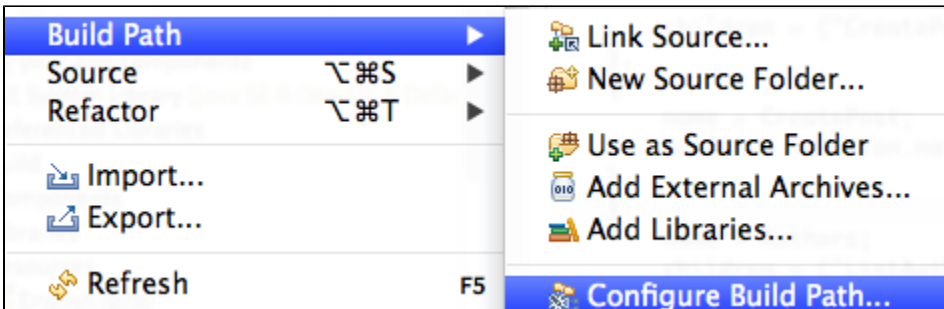 Build Path
Source ⌥⌘S
Refactor ⌥⌘T
Import...
Export...
Refresh F5
Link Source...
New Source Folder...
Use as Source Folder
Add External Archives...
Add Libraries...
Configure Build Path...